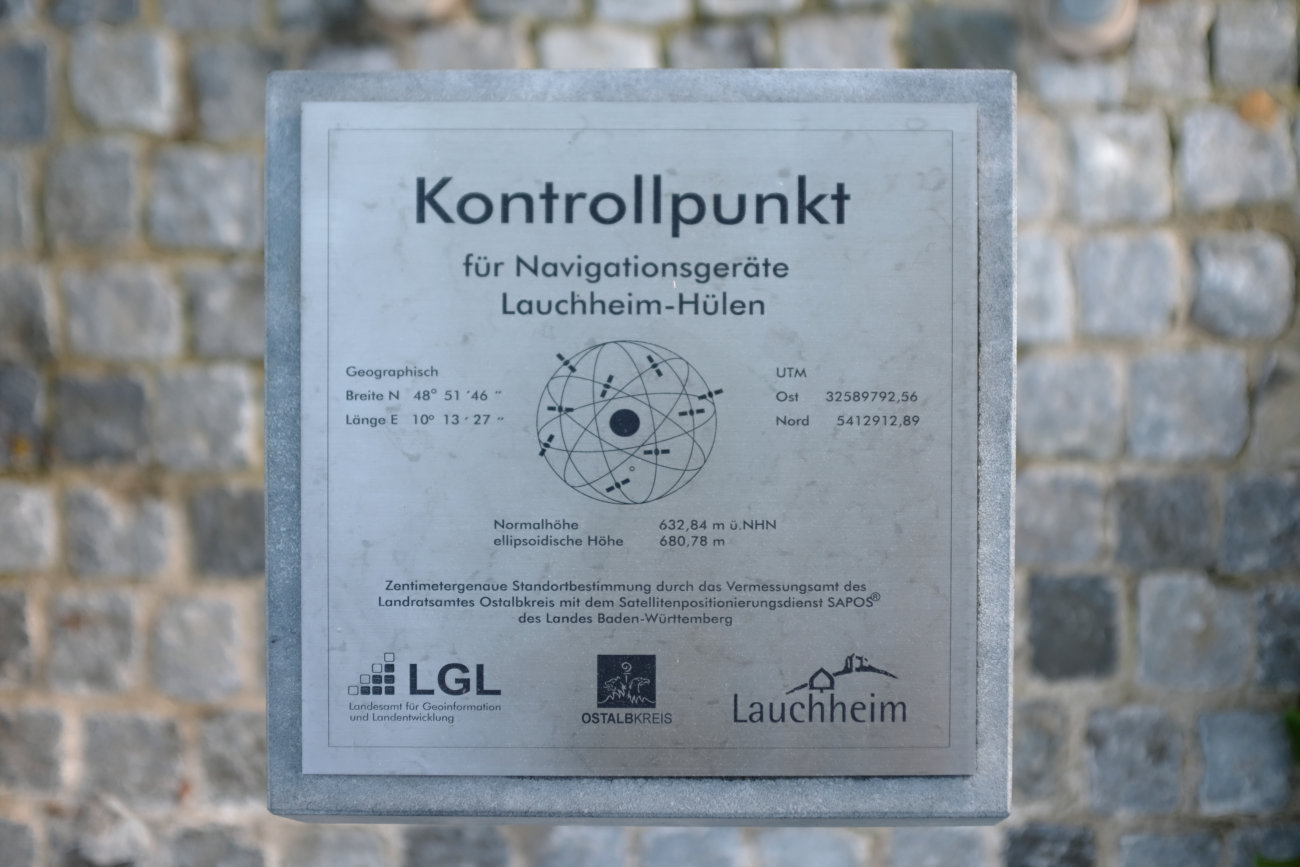 Kontrollpunkt
für Navigationsgeräte
Lauchheim-Hülen
Geographisch
Breite N 48° 51 ´46 ˝
Länge E 10° 13 ´ 27 ˝
UTM
Ost 32589792,56
Nord 5412912,89
Normalhöhe 632,84 m ü.NHN
ellipsoidische Höhe 680,78 m
Zentimetergenaue Standortbestimmung durch das Vermessungsamt des
Landratsamtes Ostalbkreis mit dem Satellitenpositionierungsdienst SAPOS®
des Landes Baden-Württemberg
LGL
Landesamt für Geoinformation
und Landentwicklung
OSTALBKREIS
Lauchheim